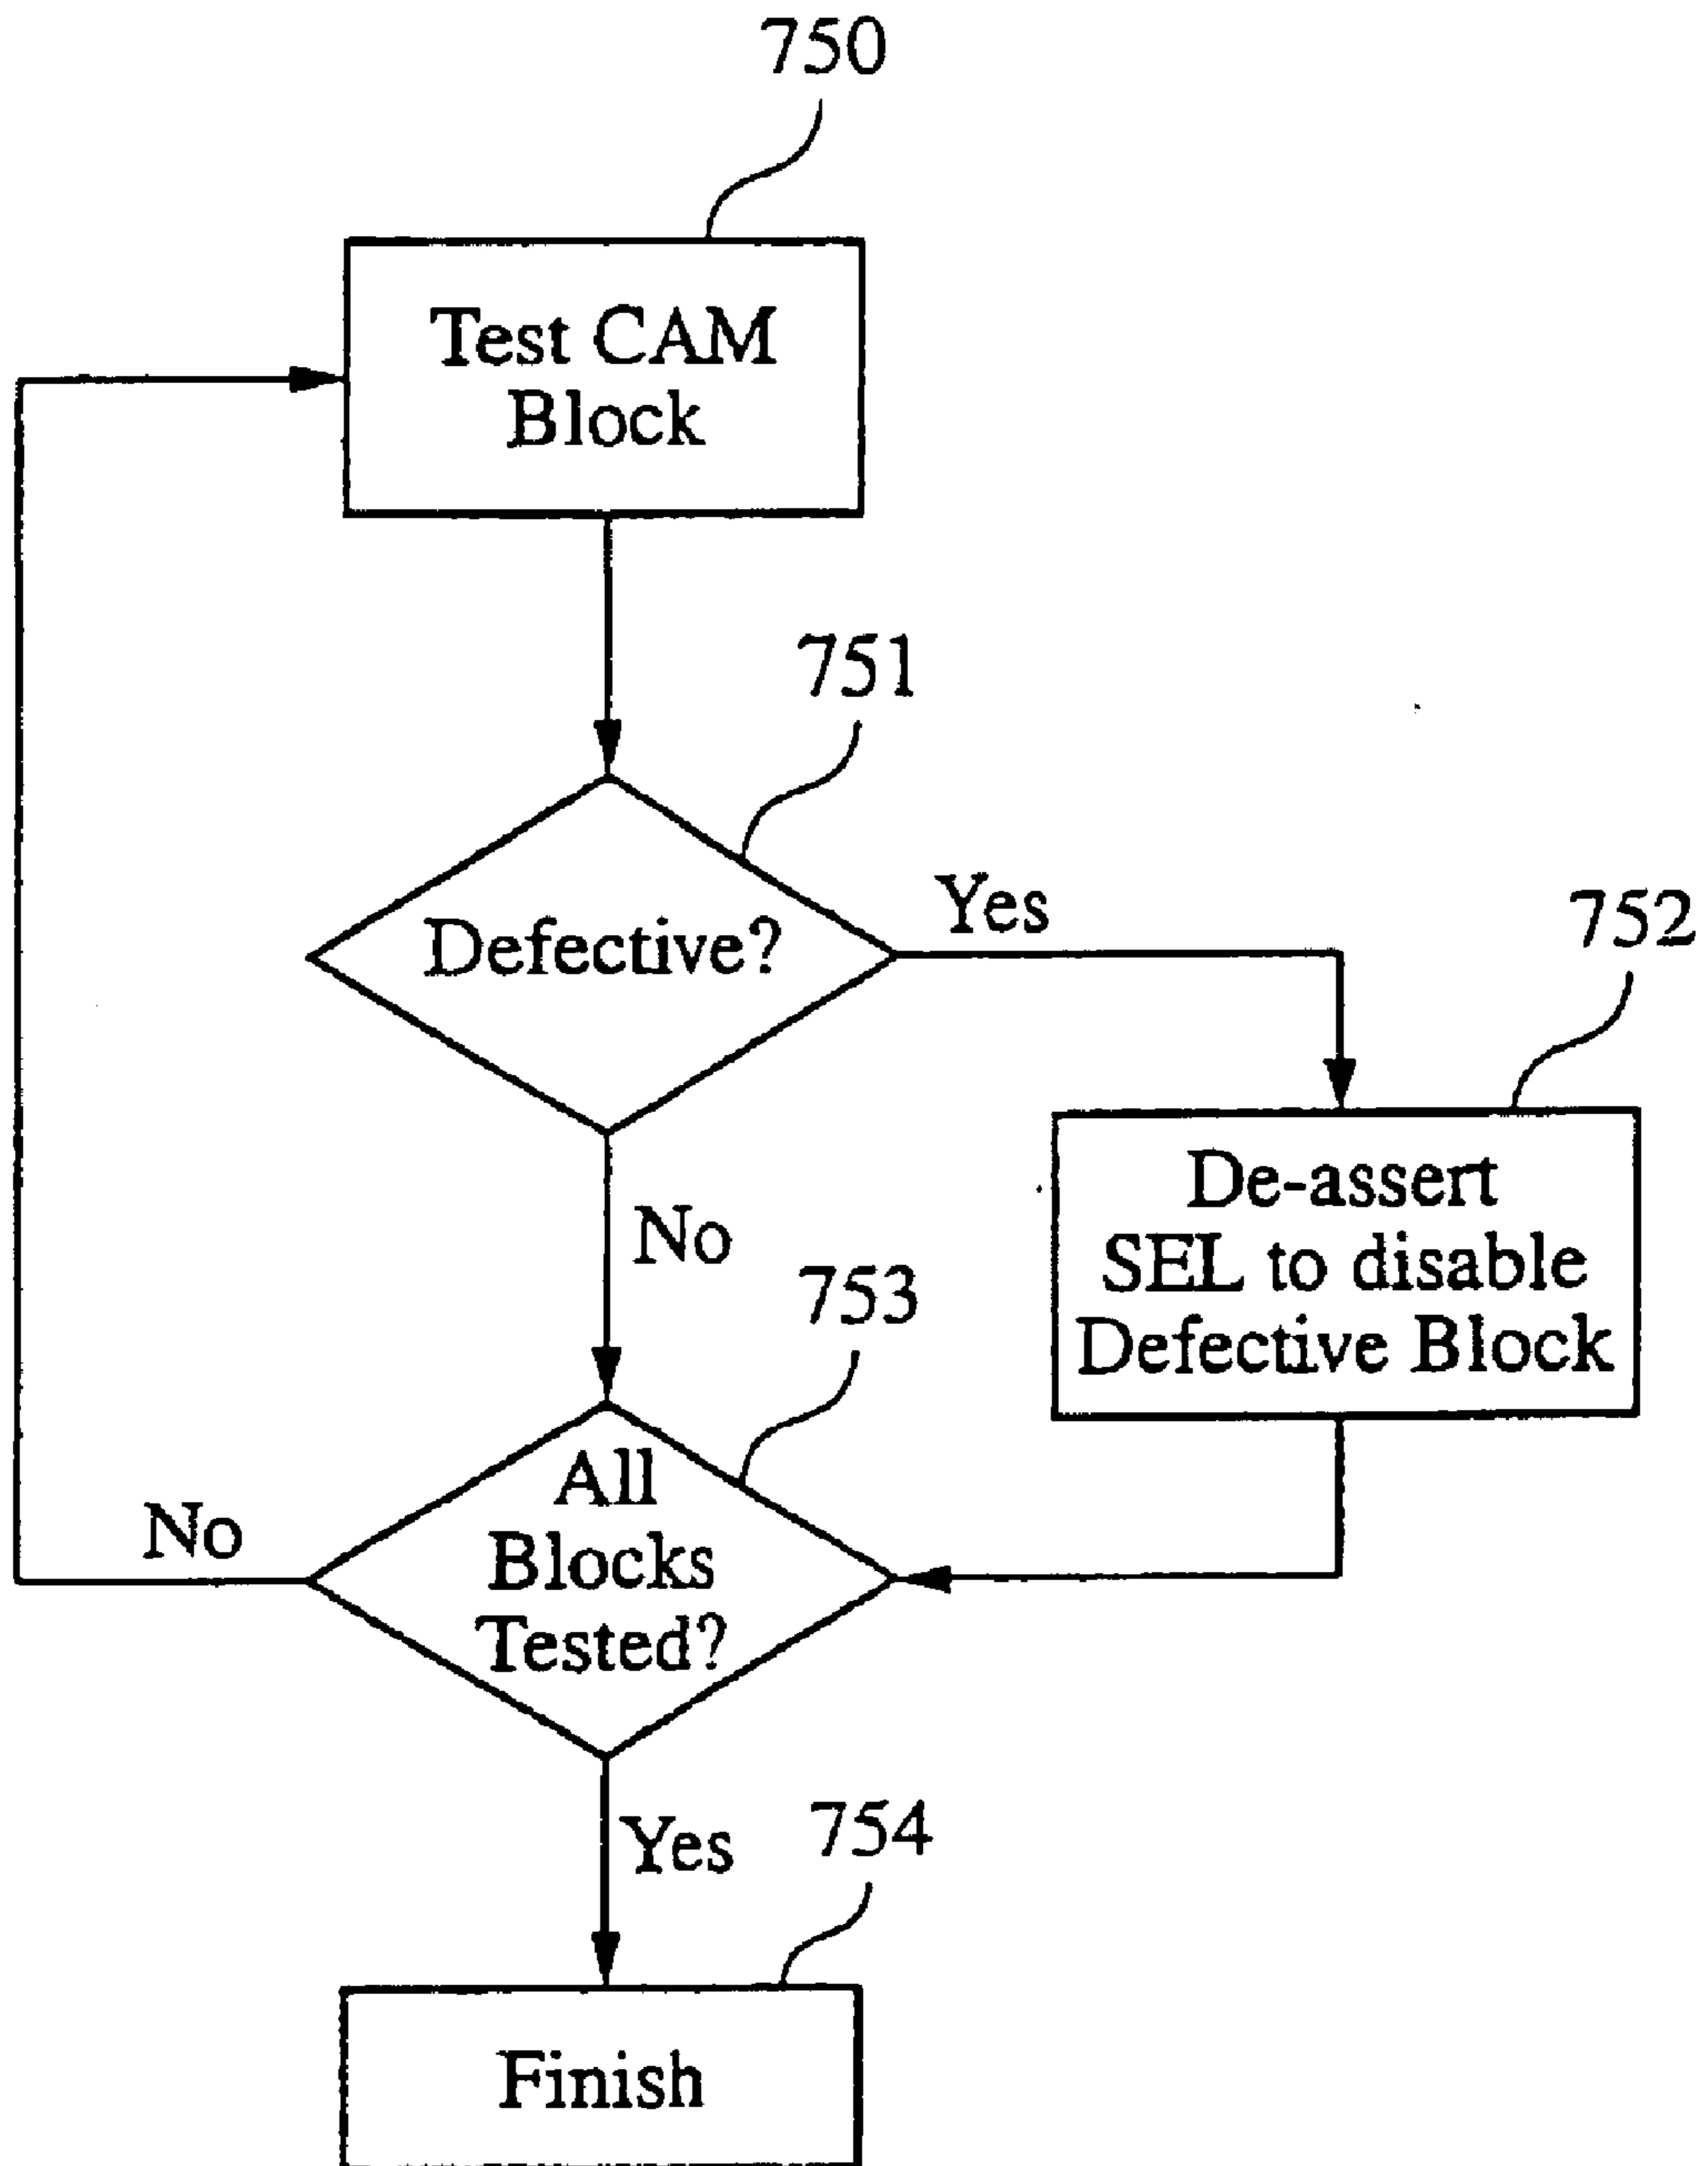 750
Test CAM
Block
751
Defective?
Yes
752
De-assert
SEL to disable
Defective Block
No
753
All
Blocks
Tested?
No
Yes
754
Finish